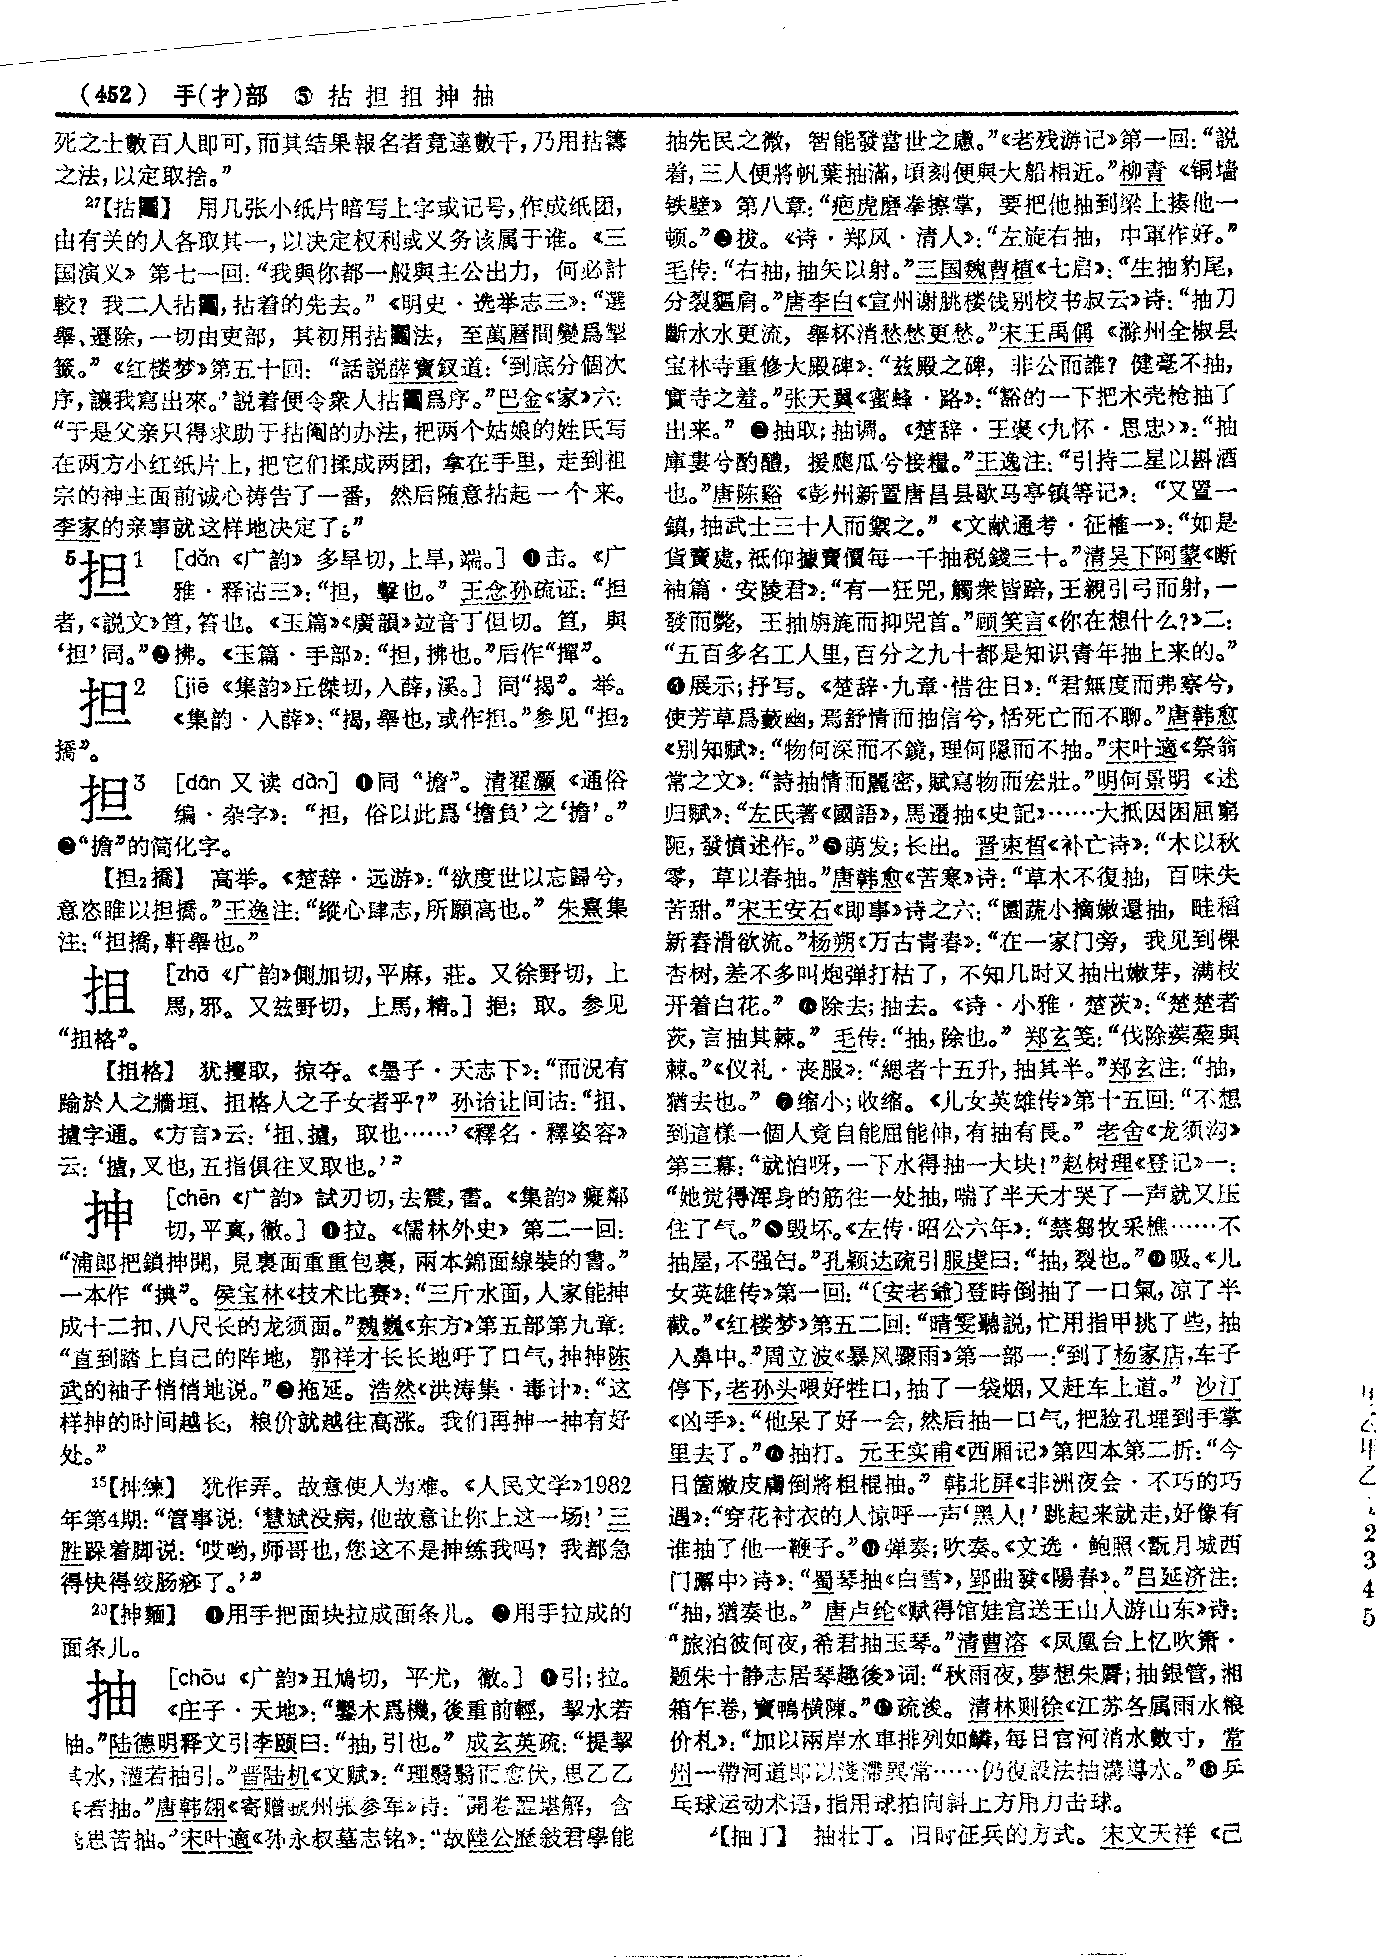 (452) 手(扌)部 ⑤ 拈担抯抻抽
死之士數百人即可，而其結果報名者竟達數千，乃用拈籌
之法，以定取捨。”
27【拈鬮】 用几张小纸片暗写上字或记号，作成纸团，
由有关的人各取其一，以决定权利或义务该属于谁。《三
国演义》第七一回：“我與你都一般與主公出力，何必計
較？我二人拈鬮，拈着的先去。”《明史·选举志三》：“選
舉、遷除，一切由吏部，其初用拈鬮法，至萬曆間變爲掣
籤。”《红楼梦》第五十回：“話説薛寳釵道：‘到底分個次
序，讓我寫出來。’説着便令衆人拈鬮爲序。”巴金《家》六：
“于是父亲只得求助于拈阄的办法，把两个姑娘的姓氏写
在两方小红纸片上，把它们揉成两团，拿在手里，走到祖
宗的神主面前诚心祷告了一番，然后随意拈起一个来。
李家的亲事就这样地决定了。”
5担1 [dǎn《广韵》多旱切，上旱，端。] ❶击。《广
雅·释诂三》：“担，擊也。”王念孙疏证：“担
者，《説文》笪，笞也。《玉篇》《廣韻》竝音丁但切。笪，與
‘担’同。”❷拂。《玉篇·手部》：“担，拂也。”后作“撣”。
担2 [jiē《集韵》丘傑切，入薛，溪。] 同“揭”。举。
《集韵·入薛》：“揭，舉也，或作担。”参见“担2
撟”。
担3 [dān 又读 dàn] ❶同“擔”。清翟灏《通俗
编·杂字》：“担，俗以此爲‘擔負’之‘擔’。”
❷“擔”的简化字。
【担2撟】 高举。《楚辞·远游》：“欲度世以忘歸兮，
意恣睢以担撟。”王逸注：“縱心肆志，所願高也。”朱熹集
注：“担撟，軒舉也。”
抯 [zhā《广韵》側加切，平麻，莊。又徐野切，上
馬，邪。又兹野切，上馬，精。] 挹；取。参见
“抯格”。
【抯格】 犹攫取，掠夺。《墨子·天志下》：“而況有
踰於人之牆垣、抯格人之子女者乎？”孙诒让间诂：“抯、
摣字通。《方言》云：‘抯、摣，取也……’《釋名·釋姿容》
云：‘摣，叉也，五指俱往叉取也。’”
抻 [chēn《广韵》試刃切，去震，書。《集韵》癡鄰
切，平真，徹。] ❶拉。《儒林外史》第二一回：
“浦郎把鎖抻開，見裏面重重包裹，兩本錦面線裝的書。”
一本作“捵”。侯宝林《技术比赛》：“三斤水面，人家能抻
成十二扣、八尺长的龙须面。”魏巍《东方》第五部第九章：
“直到踏上自己的阵地，郭祥才长长地吁了口气，抻抻陈
武的袖子悄悄地说。”❷拖延。浩然《洪涛集·毒计》：“这
样抻的时间越长，粮价就越往高涨。我们再抻一抻有好
处。”
15【抻練】 犹作弄。故意使人为难。《人民文学》1982
年第4期：“管事说：‘慧斌没病，他故意让你上这一场！’三
胜跺着脚说：‘哎哟，师哥也，您这不是抻练我吗？我都急
得快得绞肠痧了。’”
20【抻麵】 ❶用手把面块拉成面条儿。❷用手拉成的
面条儿。
抽 [chōu《广韵》丑鳩切，平尤，徹。] ❶引；拉。
《庄子·天地》：“鑿木爲機，後重前輕，挈水若
抽。”陆德明释文引李颐曰：“抽，引也。”成玄英疏：“提挈
其水，灌若抽引。”晋陆机《文赋》：“理翳翳而愈伏，思乙乙
其若抽。”唐韩翃《寄赠虢州张参军》诗：“開卷酲堪解，含
毫思苦抽。”宋叶適《孙永叔墓志铭》：“故陸公歷敍君學能
抽先民之微，智能發當世之慮。”《老残游记》第一回：“説
着，三人便將帆葉抽滿，頃刻便與大船相近。”柳青《铜墙
铁壁》第八章：“疤虎磨拳擦掌，要把他抽到梁上揍他一
顿。”❷拔。《诗·郑风·清人》：“左旋右抽，中軍作好。”
毛传：“右抽，抽矢以射。”三国魏曹植《七启》：“生抽豹尾，
分裂貙肩。”唐李白《宣州谢朓楼饯别校书叔云》诗：“抽刀
斷水水更流，舉杯消愁愁更愁。”宋王禹偁《滁州全椒县
宝林寺重修大殿碑》：“兹殿之碑，非公而誰？健毫不抽，
實寺之羞。”张天翼《蜜蜂·路》：“豁的一下把木壳枪抽了
出来。”❸抽取；抽调。《楚辞·王褒〈九怀·思忠〉》：“抽
庫婁兮酌醴，援瓟瓜兮接糧。”王逸注：“引持二星以斟酒
也。”唐陈谿《彭州新置唐昌县歇马亭镇等记》：“又置一
鎮，抽武士三十人而禦之。”《文献通考·征榷一》：“如是
貨賣處，祗仰據賣價每一千抽税錢三十。”清吴下阿蒙《断
袖篇·安陵君》：“有一狂兕，觸衆皆踣，王親引弓而射，一
發而斃，王抽旃旄而抑兕首。”顾笑言《你在想什么？》二：
“五百多名工人里，百分之九十都是知识青年抽上来的。”
❹展示；抒写。《楚辞·九章·惜往日》：“君無度而弗察兮，
使芳草爲藪幽，焉舒情而抽信兮，恬死亡而不聊。”唐韩愈
《别知赋》：“物何深而不鏡，理何隱而不抽。”宋叶適《祭翁
常之文》：“詩抽情而麗密，賦寫物而宏壯。”明何景明《述
归赋》：“左氏著《國語》，馬遷抽《史記》……大抵因困屈窮
阨，發憤述作。”❺萌发；长出。晋束皙《补亡诗》：“木以秋
零，草以春抽。”唐韩愈《苦寒》诗：“草木不復抽，百味失
苦甜。”宋王安石《即事》诗之六：“園蔬小摘嫩還抽，畦稻
新舂滑欲流。”杨朔《万古青春》：“在一家门旁，我见到棵
杏树，差不多叫炮弹打枯了，不知几时又抽出嫩芽，满枝
开着白花。”❻除去；抽去。《诗·小雅·楚茨》：“楚楚者
茨，言抽其棘。”毛传：“抽，除也。”郑玄笺：“伐除蒺藜與
棘。”《仪礼·丧服》：“緦者十五升，抽其半。”郑玄注：“抽，
猶去也。”❼缩小；收缩。《儿女英雄传》第十五回：“不想
到這樣一個人竟自能屈能伸，有抽有長。”老舍《龙须沟》
第三幕：“就怕呀，一下水得抽一大块！”赵树理《登记》一：
“她觉得浑身的筋往一处抽，喘了半天才哭了一声就又压
住了气。”❽毁坏。《左传·昭公六年》：“禁芻牧采樵……不
抽屋，不强匄。”孔颖达疏引服虔曰：“抽，裂也。”❾吸。《儿
女英雄传》第一回：“〔安老爺〕登時倒抽了一口氣，凉了半
截。”《红楼梦》第五二回：“晴雯聽説，忙用指甲挑了些，抽
入鼻中。”周立波《暴风骤雨》第一部一：“到了杨家店，车子
停下，老孙头喂好牲口，抽了一袋烟，又赶车上道。”沙汀
《凶手》：“他呆了好一会，然后抽一口气，把脸孔埋到手掌
里去了。”❿抽打。元王实甫《西厢记》第四本第二折：“今
日箇嫩皮膚倒將粗棍抽。”韩北屏《非洲夜会·不巧的巧
遇》：“穿花衬衣的人惊呼一声‘黑人！’跳起来就走，好像有
谁抽了他一鞭子。”⓫弹奏；吹奏。《文选·鲍照〈翫月城西
门廨中〉诗》：“蜀琴抽《白雪》，郢曲發《陽春》。”吕延济注：
“抽，猶奏也。”唐卢纶《赋得馆娃宫送王山人游山东》诗：
“旅泊彼何夜，希君抽玉琴。”清曹溶《凤凰台上忆吹箫·
题朱十静志居琴趣後》词：“秋雨夜，夢想朱脣；抽銀管，湘
箱乍卷，寶鴨横陳。”⓬疏浚。清林则徐《江苏各属雨水粮
价札》：“加以兩岸水車排列如鱗，每日官河消水數寸，常
州一帶河道即以淺滯異常……仍復設法抽溝導水。”⓭乒
乓球运动术语，指用球拍向斜上方用力击球。
2【抽丁】 抽壮丁。旧时征兵的方式。宋文天祥《己
2
3
4
5